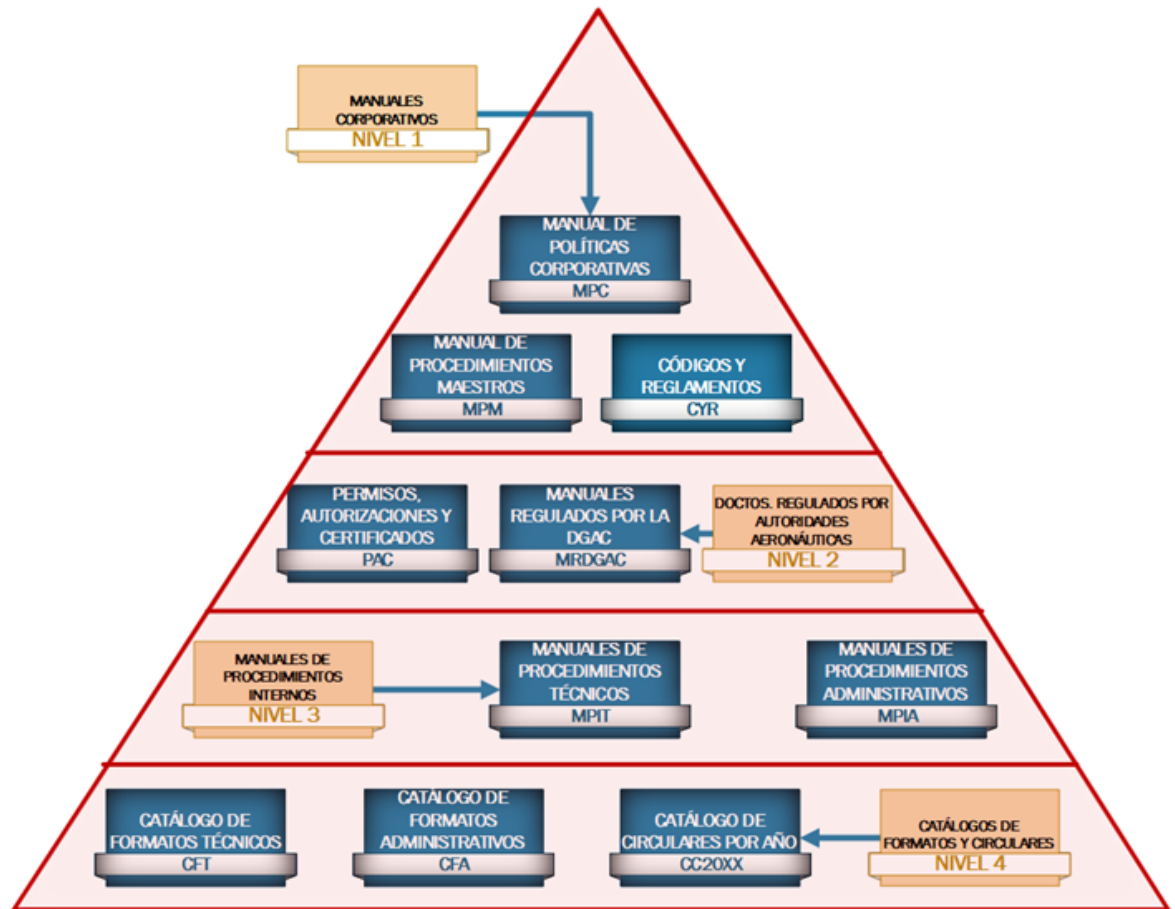 MANUALES
CORPORATIVOS
NIVEL 1
MANUAL DE
POLÍTICAS
CORPORATIVAS
MPC
MANUAL DE
PROCEDIMIENTOS
MAESTROS
MPM
CÓDIGOS Y
REGLAMENTOS
CYR
PERMISOS,
AUTORIZACIONES Y
CERTIFICADOS
PAC
MANUALES
REGULADOS POR LA
DGAC
MRDGAC
DOCTOS. REGULADOS POR
AUTORIDADES
AERONÁUTICAS
NIVEL 2
MANUALES DE
PROCEDIMIENTOS
INTERNOS
NIVEL 3
MANUALES DE
PROCEDIMIENTOS
TÉCNICOS
MPIT
MANUALES DE
PROCEDIMIENTOS
ADMINISTRATIVOS
MPIA
CATÁLOGO DE
FORMATOS TÉCNICOS
CFT
CATÁLOGO DE
FORMATOS
ADMINISTRATIVOS
CFA
CATÁLOGO DE
CIRCULARES POR AÑO
CC20XX
CATÁLOGOS DE
FORMATOS Y CIRCULARES
NIVEL 4